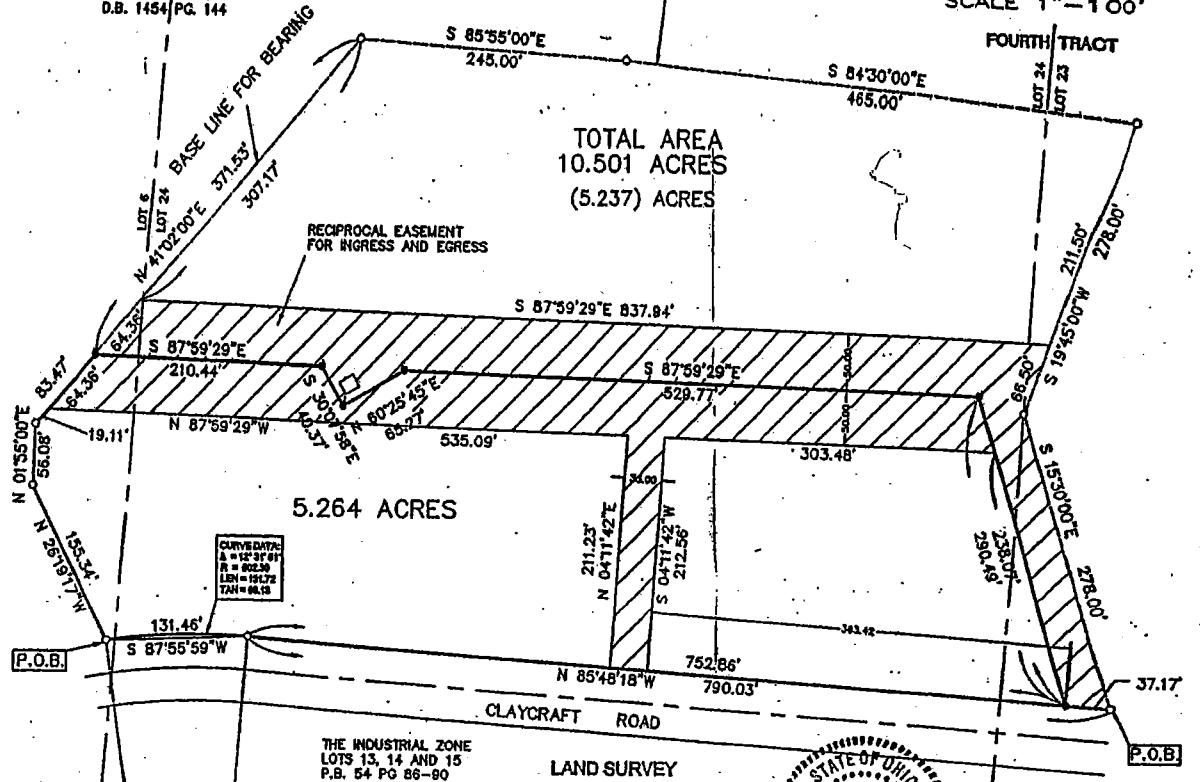 D.B. 1454 PG. 144
SCALE 1"=100'
FOURTH TRACT
LOT 24
LOT 23
S 85°55'00"E
245.00'
S 84°30'00"E
465.00'
BASE LINE FOR BEARING
TOTAL AREA
10.501 ACRES
(5.237) ACRES
LOT 6
LOT 24
N 41°02'00"E
371.53'
307.17'
RECIPROCAL EASEMENT
FOR INGRESS AND EGRESS
211.50'
278.00'
S 19°45'00"W
66.50'
S 87°59'29"E 837.94'
64.36'
64.36'
83.47'
S 87°59'29"E
210.44'
S 87°59'29"E
529.77'
50.00
50.00
N 60°25'45"E
65.27'
40.37'
19.11'
N 87°59'29"W
535.09'
303.48'
N 01°55'00"E
56.08'
35.00
5.264 ACRES
N 26°19'17"W
155.34'
211.23'
N 04°11'42"E
S 04°11'42"W
212.56'
238.07'
290.49'
S 15°30'00"E
278.00'
CURVE DATA:
131.46'
S 87°55'59"W
P.O.B.
343.42
752.86'
N 85°48'18"W
790.03'
37.17'
CLAYCRAFT ROAD
P.O.B.
THE INDUSTRIAL ZONE
LOTS 13, 14 AND 15
P.B. 54 PG 86-90
LAND SURVEY
STATE OF OHIO